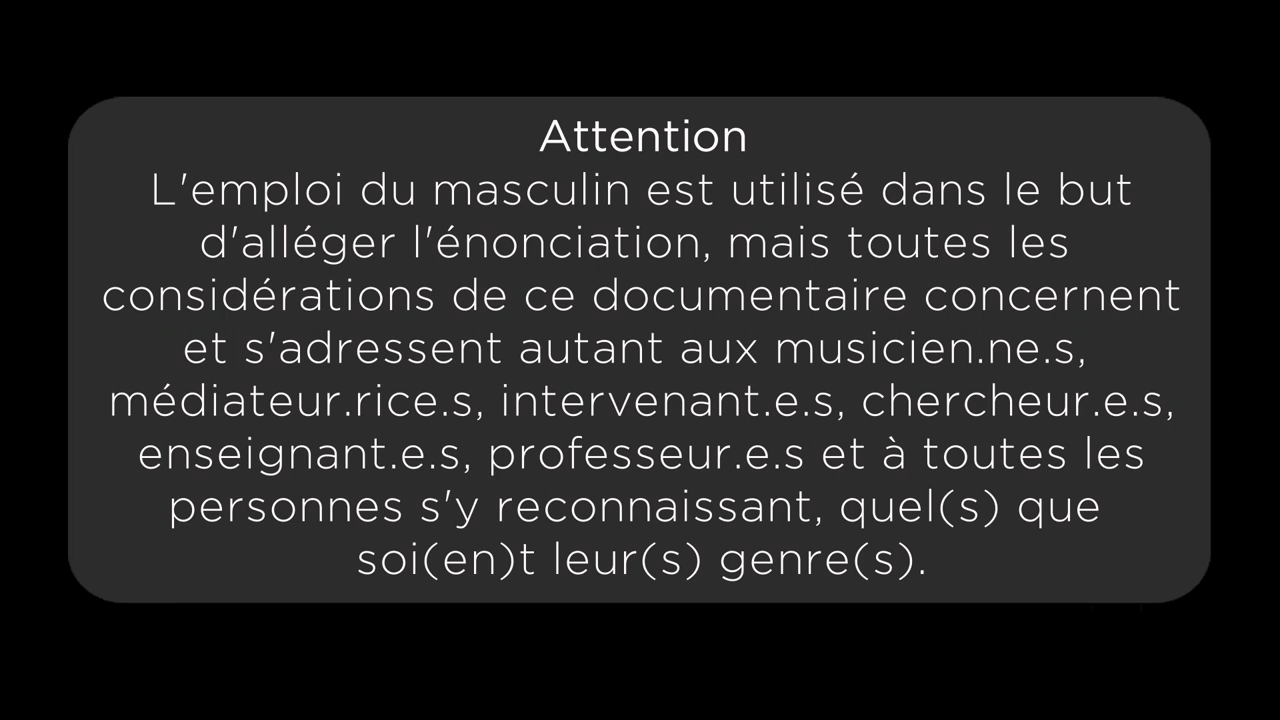 Attention
L'emploi du masculin est utilisé dans le but
d'alléger l'énonciation, mais toutes les
considérations de ce documentaire concernent
et s'adressent autant aux musicien.ne.s,
médiateur.rice.s, intervenant.e.s, chercheur.e.s,
enseignant.e.s, professeur.e.s et à toutes les
personnes s'y reconnaissant, quel(s) que
soi(en)t leur(s) genre(s).